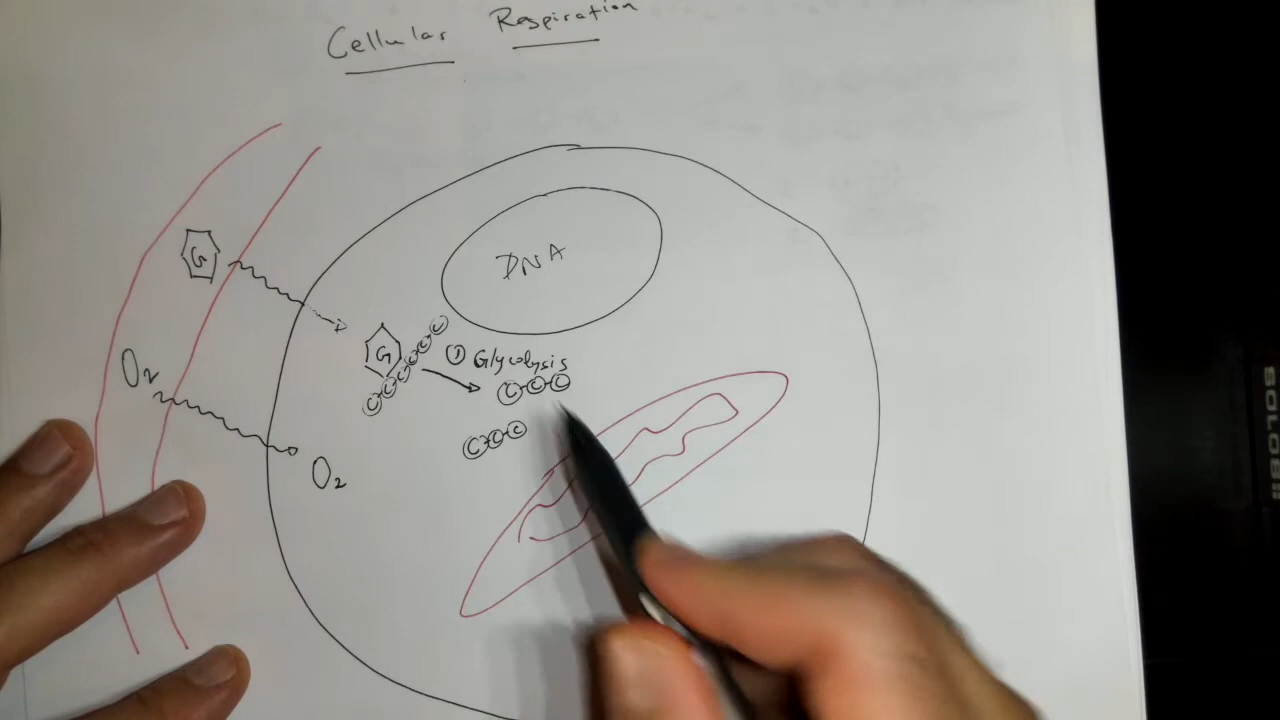 Cellular Respiration
DNA
G
G
C C C C C C
① Glycolysis
C C C
O₂
C C C
O₂